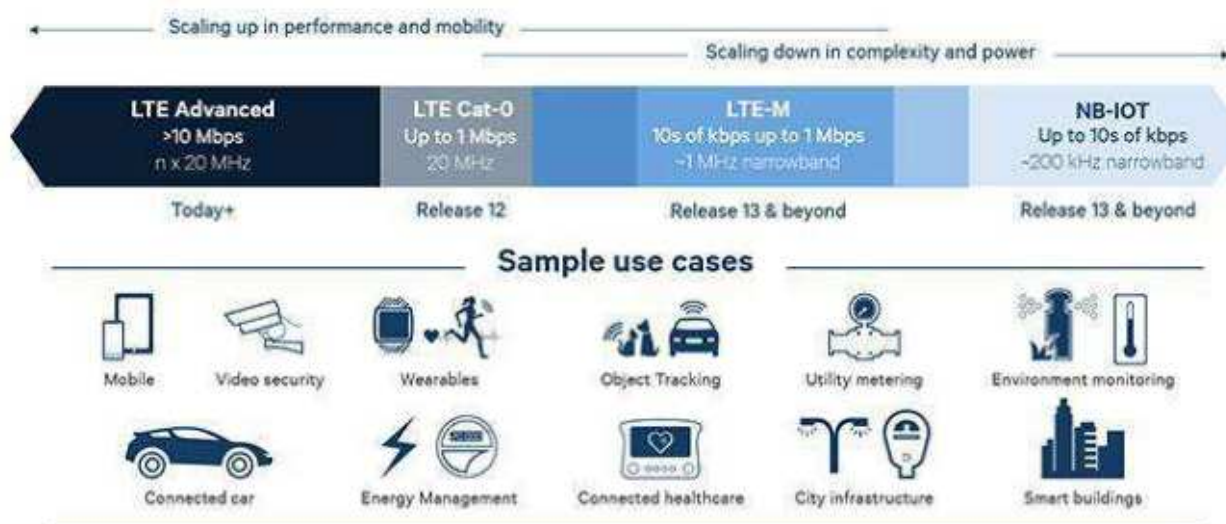 Scaling up in performance and mobility
Scaling down in complexity and power
LTE Advanced
>10 Mbps
n x 20 MHz
LTE Cat-0
Up to 1 Mbps
20 MHz
LTE-M
10s of kbps up to 1 Mbps
~1 MHz narrowband
NB-IOT
Up to 10s of kbps
~200 kHz narrowband
Today+
Release 12
Release 13 & beyond
Release 13 & beyond
Sample use cases
Mobile
Video security
Wearables
Object Tracking
Utility metering
Environment monitoring
Connected car
Energy Management
Connected healthcare
City infrastructure
Smart buildings